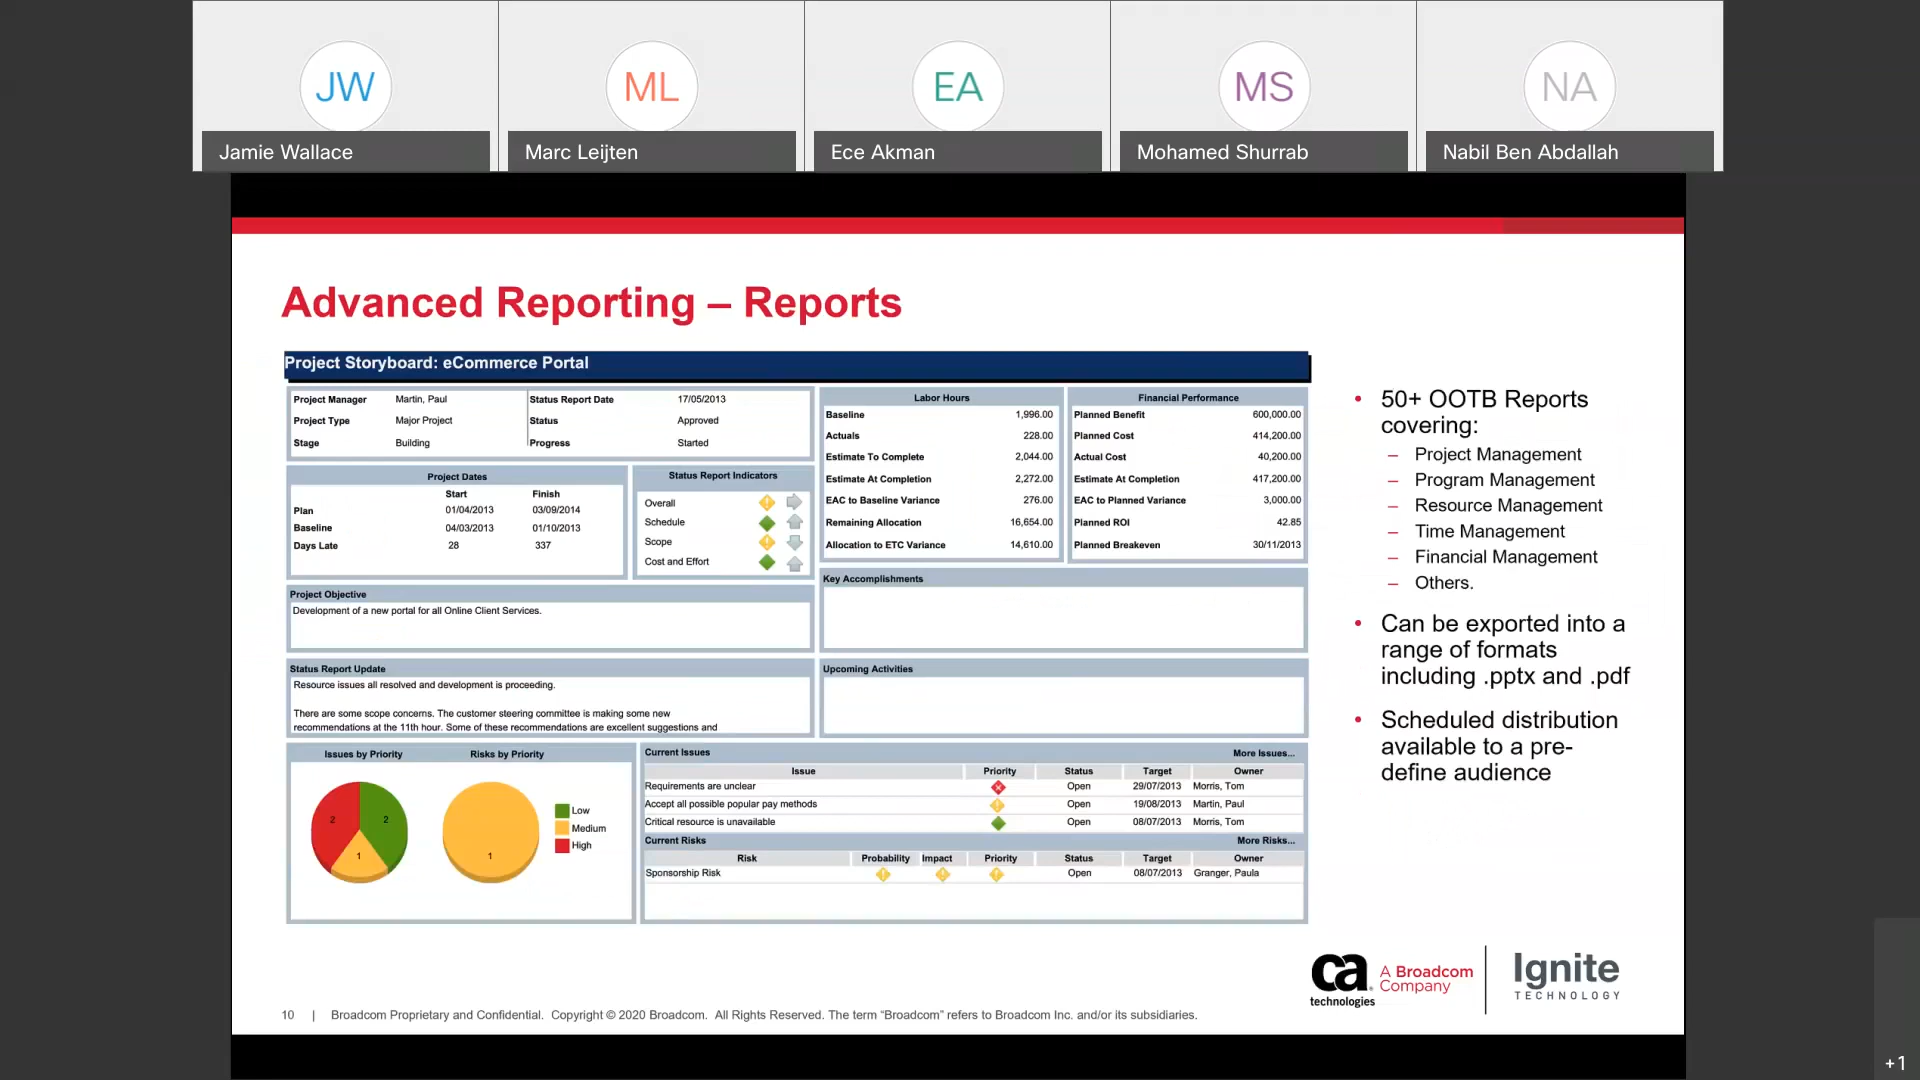 JW
Jamie Wallace
ML
Marc Leijten
EA
Ece Akman
MS
Mohamed Shurrab
NA
Nabil Ben Abdallah
Advanced Reporting – Reports
Project Storyboard: eCommerce Portal
Project Manager Martin, Paul Status Report Date 17/05/2013
Project Type Major Project Status Approved
Stage Building Progress Started
Project Dates
Start Finish
Plan 01/04/2013 03/09/2014
Baseline 04/03/2013 01/10/2013
Days Late 28 337
Status Report Indicators
Overall
Schedule
Scope
Cost and Effort
Labor Hours
Baseline 1,996.00
Actuals 228.00
Estimate To Complete 2,044.00
Estimate At Completion 2,272.00
EAC to Baseline Variance 276.00
Remaining Allocation 16,654.00
Allocation to ETC Variance 14,610.00
Financial Performance
Planned Benefit 600,000.00
Planned Cost 414,200.00
Actual Cost 40,200.00
Estimate At Completion 417,200.00
EAC to Planned Variance 3,000.00
Planned ROI 42.85
Planned Breakeven 30/11/2013
Project Objective
Development of a new portal for all Online Client Services.
Key Accomplishments
Status Report Update
Resource issues all resolved and development is proceeding.
There are some scope concerns. The customer steering committee is making some new
recommendations at the 11th hour. Some of these recommendations are excellent suggestions and
Upcoming Activities
Issues by Priority Risks by Priority
2 2
1 1
Low
Medium
High
Current Issues More Issues...
Issue Priority Status Target Owner
Requirements are unclear Open 29/07/2013 Morris, Tom
Accept all possible popular pay methods Open 19/08/2013 Martin, Paul
Critical resource is unavailable Open 08/07/2013 Morris, Tom
Current Risks More Risks...
Risk Probability Impact Priority Status Target Owner
Sponsorship Risk Open 08/07/2013 Granger, Paula
• 50+ OOTB Reports
covering:
– Project Management
– Program Management
– Resource Management
– Time Management
– Financial Management
– Others.
• Can be exported into a
range of formats
including .pptx and .pdf
• Scheduled distribution
available to a pre-
define audience
ca
technologies
A Broadcom
Company
Ignite
TECHNOLOGY
10 | Broadcom Proprietary and Confidential. Copyright © 2020 Broadcom. All Rights Reserved. The term “Broadcom” refers to Broadcom Inc. and/or its subsidiaries.
+1